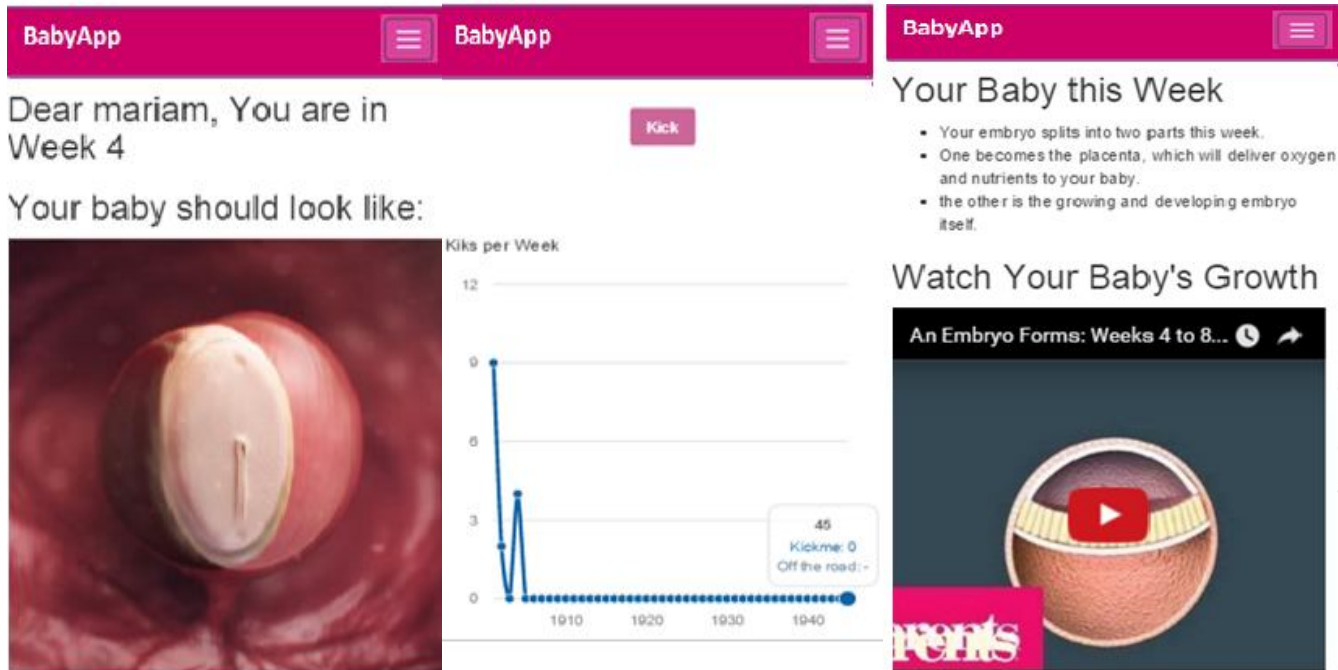 BabyApp
Dear mariam, You are in
Week 4
Your baby should look like:
BabyApp
Kick
Kiks per Week
12
9
6
3
0
1910
1920
1930
1940
45
Kickme: 0
Off the road: -
BabyApp
Your Baby this Week
Your embryo splits into two parts this week.
One becomes the placenta, which will deliver oxygen
and nutrients to your baby.
the other is the growing and developing embryo
itself.
Watch Your Baby's Growth
An Embryo Forms: Weeks 4 to 8...
arents